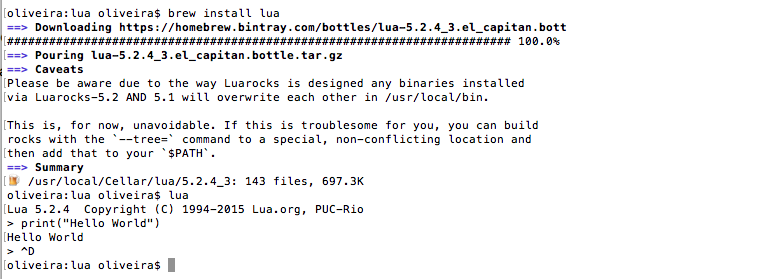 oliveira:lua oliveira$ brew install lua
==> Downloading https://homebrew.bintray.com/bottles/lua-5.2.4_3.el_capitan.bott
######################################################################## 100.0%
==> Pouring lua-5.2.4_3.el_capitan.bottle.tar.gz
==> Caveats
Please be aware due to the way Luarocks is designed any binaries installed
via Luarocks-5.2 AND 5.1 will overwrite each other in /usr/local/bin.

This is, for now, unavoidable. If this is troublesome for you, you can build
rocks with the `--tree=` command to a special, non-conflicting location and
then add that to your `$PATH`.
==> Summary
🍺 /usr/local/Cellar/lua/5.2.4_3: 143 files, 697.3K
oliveira:lua oliveira$ lua
Lua 5.2.4  Copyright (C) 1994-2015 Lua.org, PUC-Rio
> print("Hello World")
Hello World
> ^D
oliveira:lua oliveira$